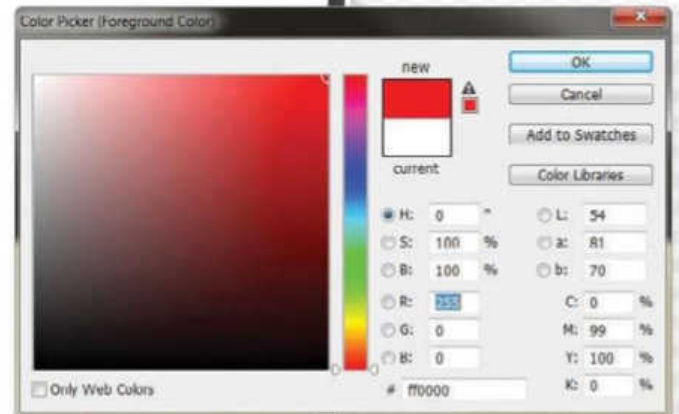 Color Picker (Foreground Color)
new
current
OK
Cancel
Add to Swatches
Color Libraries
H: 0 °
S: 100 %
B: 100 %
R: 255
G: 0
B: 0
# ff0000
L: 54
a: 81
b: 70
C: 0 %
M: 99 %
Y: 100 %
K: 0 %
Only Web Colors